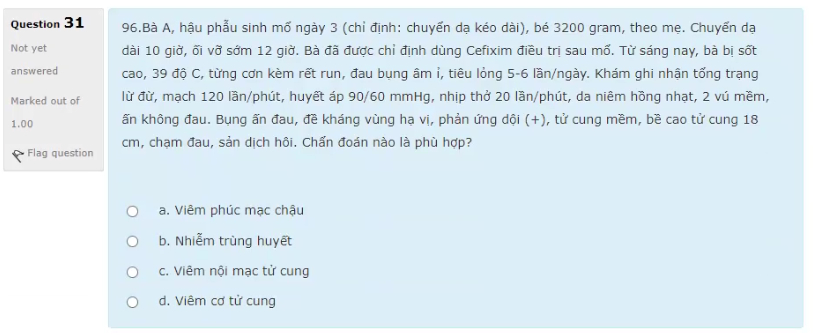 Question 31
Not yet
answered
Marked out of
1.00
Flag question
96.Bà A, hậu phẫu sinh mổ ngày 3 (chỉ định: chuyển dạ kéo dài), bé 3200 gram, theo mẹ. Chuyển dạ
dài 10 giờ, ối vỡ sớm 12 giờ. Bà đã được chỉ định dùng Cefixim điều trị sau mổ. Từ sáng nay, bà bị sốt
cao, 39 độ C, từng cơn kèm rét run, đau bụng âm ỉ, tiêu lỏng 5-6 lần/ngày. Khám ghi nhận tổng trạng
lừ đừ, mạch 120 lần/phút, huyết áp 90/60 mmHg, nhịp thở 20 lần/phút, da niêm hồng nhạt, 2 vú mềm,
ấn không đau. Bụng ấn đau, đề kháng vùng hạ vị, phản ứng dội (+), tử cung mềm, bề cao tử cung 18
cm, chạm đau, sản dịch hôi. Chẩn đoán nào là phù hợp?
a. Viêm phúc mạc chậu
b. Nhiễm trùng huyết
c. Viêm nội mạc tử cung
d. Viêm cơ tử cung